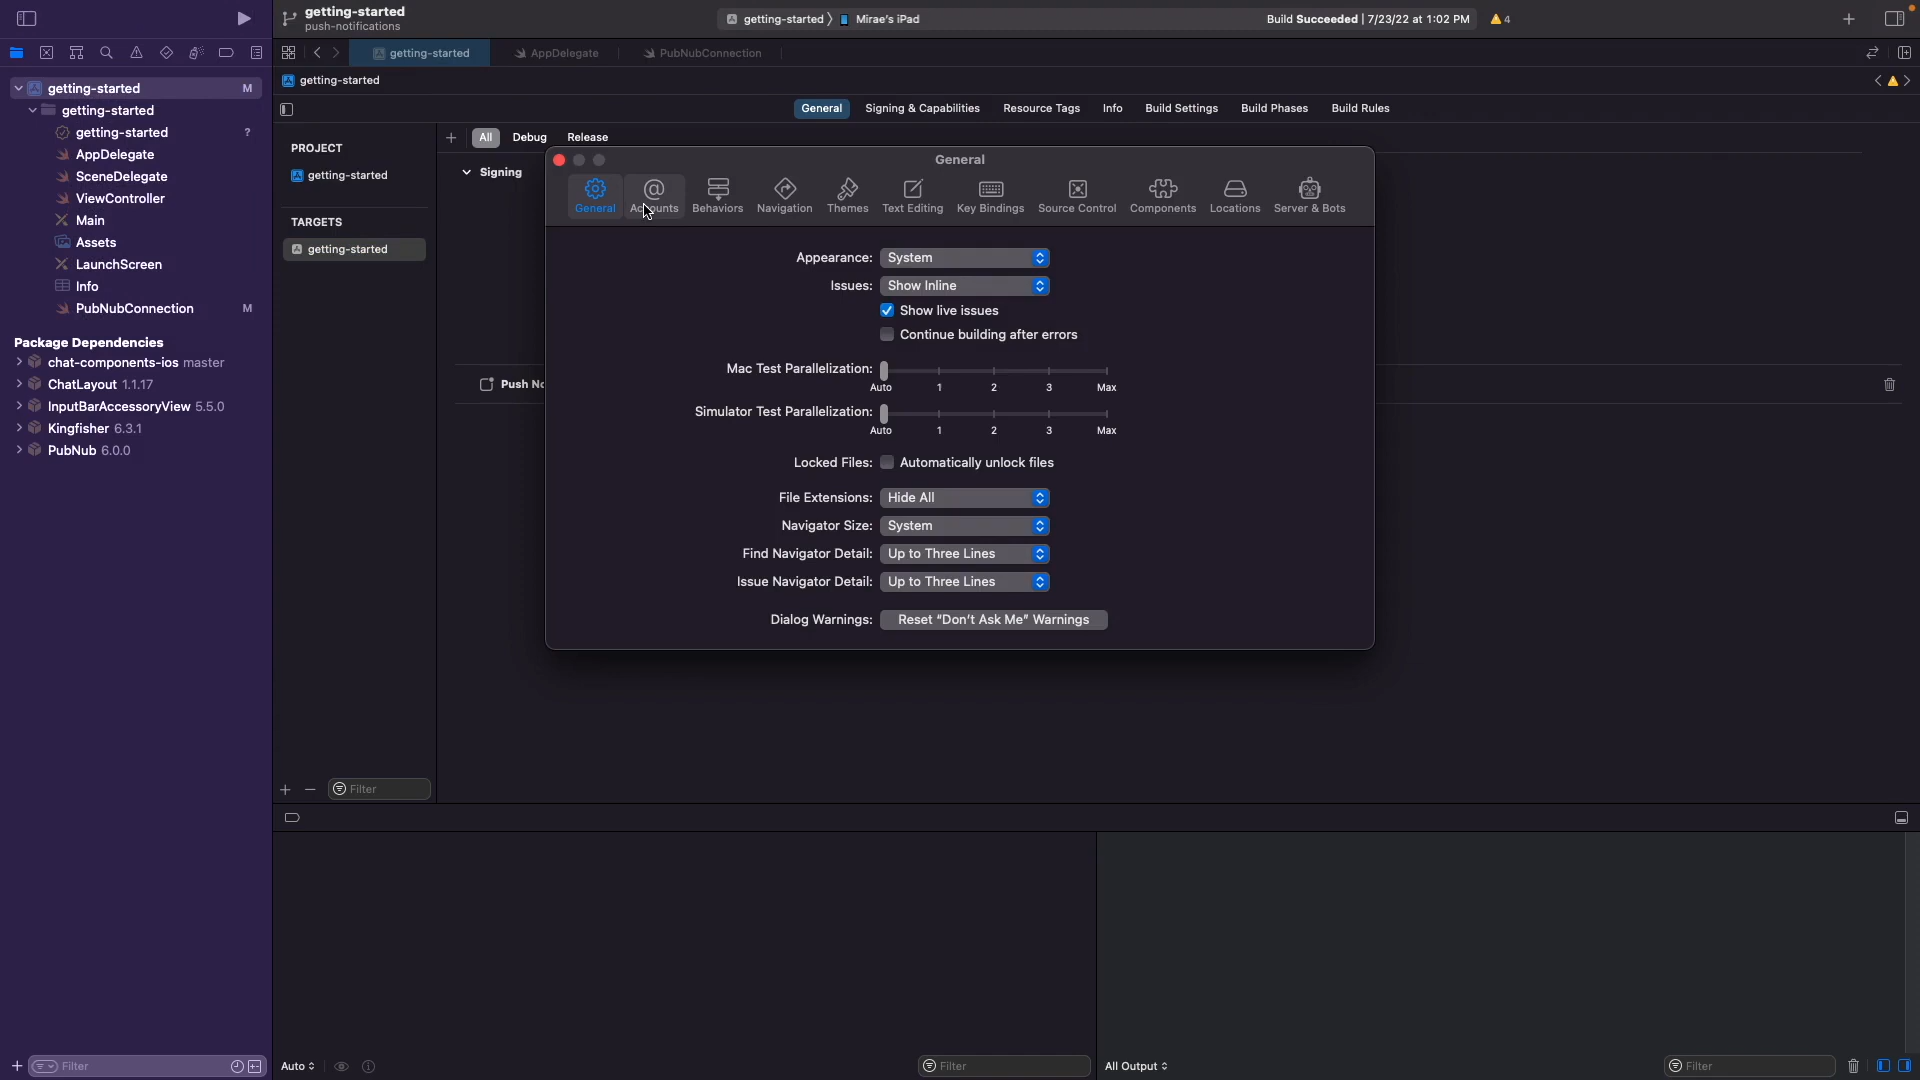 getting-started
push-notifications
getting-started
Mirae's iPad
Build Succeeded | 7/23/22 at 1:02 PM
4
getting-started
AppDelegate
PubNubConnection
getting-started
General
Signing & Capabilities
Resource Tags
Info
Build Settings
Build Phases
Build Rules
getting-started M
getting-started
getting-started ?
AppDelegate
SceneDelegate
ViewController
Main
Assets
LaunchScreen
Info
PubNubConnection M
Package Dependencies
chat-components-ios master
ChatLayout 1.1.17
InputBarAccessoryView 5.5.0
Kingfisher 6.3.1
PubNub 6.0.0
Filter
PROJECT
getting-started
TARGETS
getting-started
Filter
All
Debug
Release
Signing
Push No
General
General
Accounts
Behaviors
Navigation
Themes
Text Editing
Key Bindings
Source Control
Components
Locations
Server & Bots
Appearance: System
Issues: Show Inline
Show live issues
Continue building after errors
Mac Test Parallelization:
Auto 1 2 3 Max
Simulator Test Parallelization:
Auto 1 2 3 Max
Locked Files: Automatically unlock files
File Extensions: Hide All
Navigator Size: System
Find Navigator Detail: Up to Three Lines
Issue Navigator Detail: Up to Three Lines
Dialog Warnings: Reset “Don’t Ask Me” Warnings
Auto
Filter
All Output
Filter